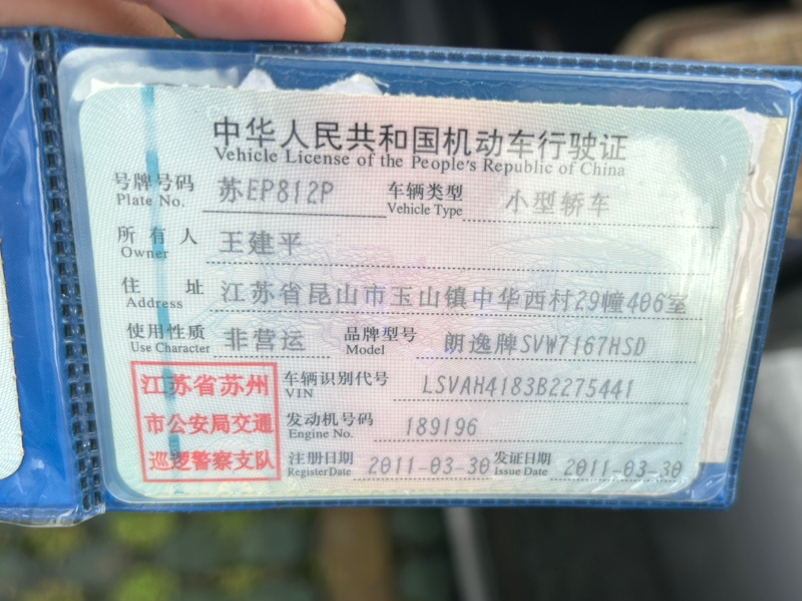 中华人民共和国机动车行驶证
Vehicle License of the People's Republic of China
号牌号码 苏EP812P 车辆类型 小型轿车
Plate No. Vehicle Type
所有人 王建平
Owner
住址 江苏省昆山市玉山镇中华西村29幢406室
Address
使用性质 非营运 品牌型号 朗逸牌SVW7167HSD
Use Character Model
江苏省苏州
市公安局交通
巡逻警察支队
车辆识别代号 LSVAH4183B2275441
VIN
发动机号码 189196
Engine No.
注册日期 2011-03-30 发证日期 2011-03-30
Register Date Issue Date